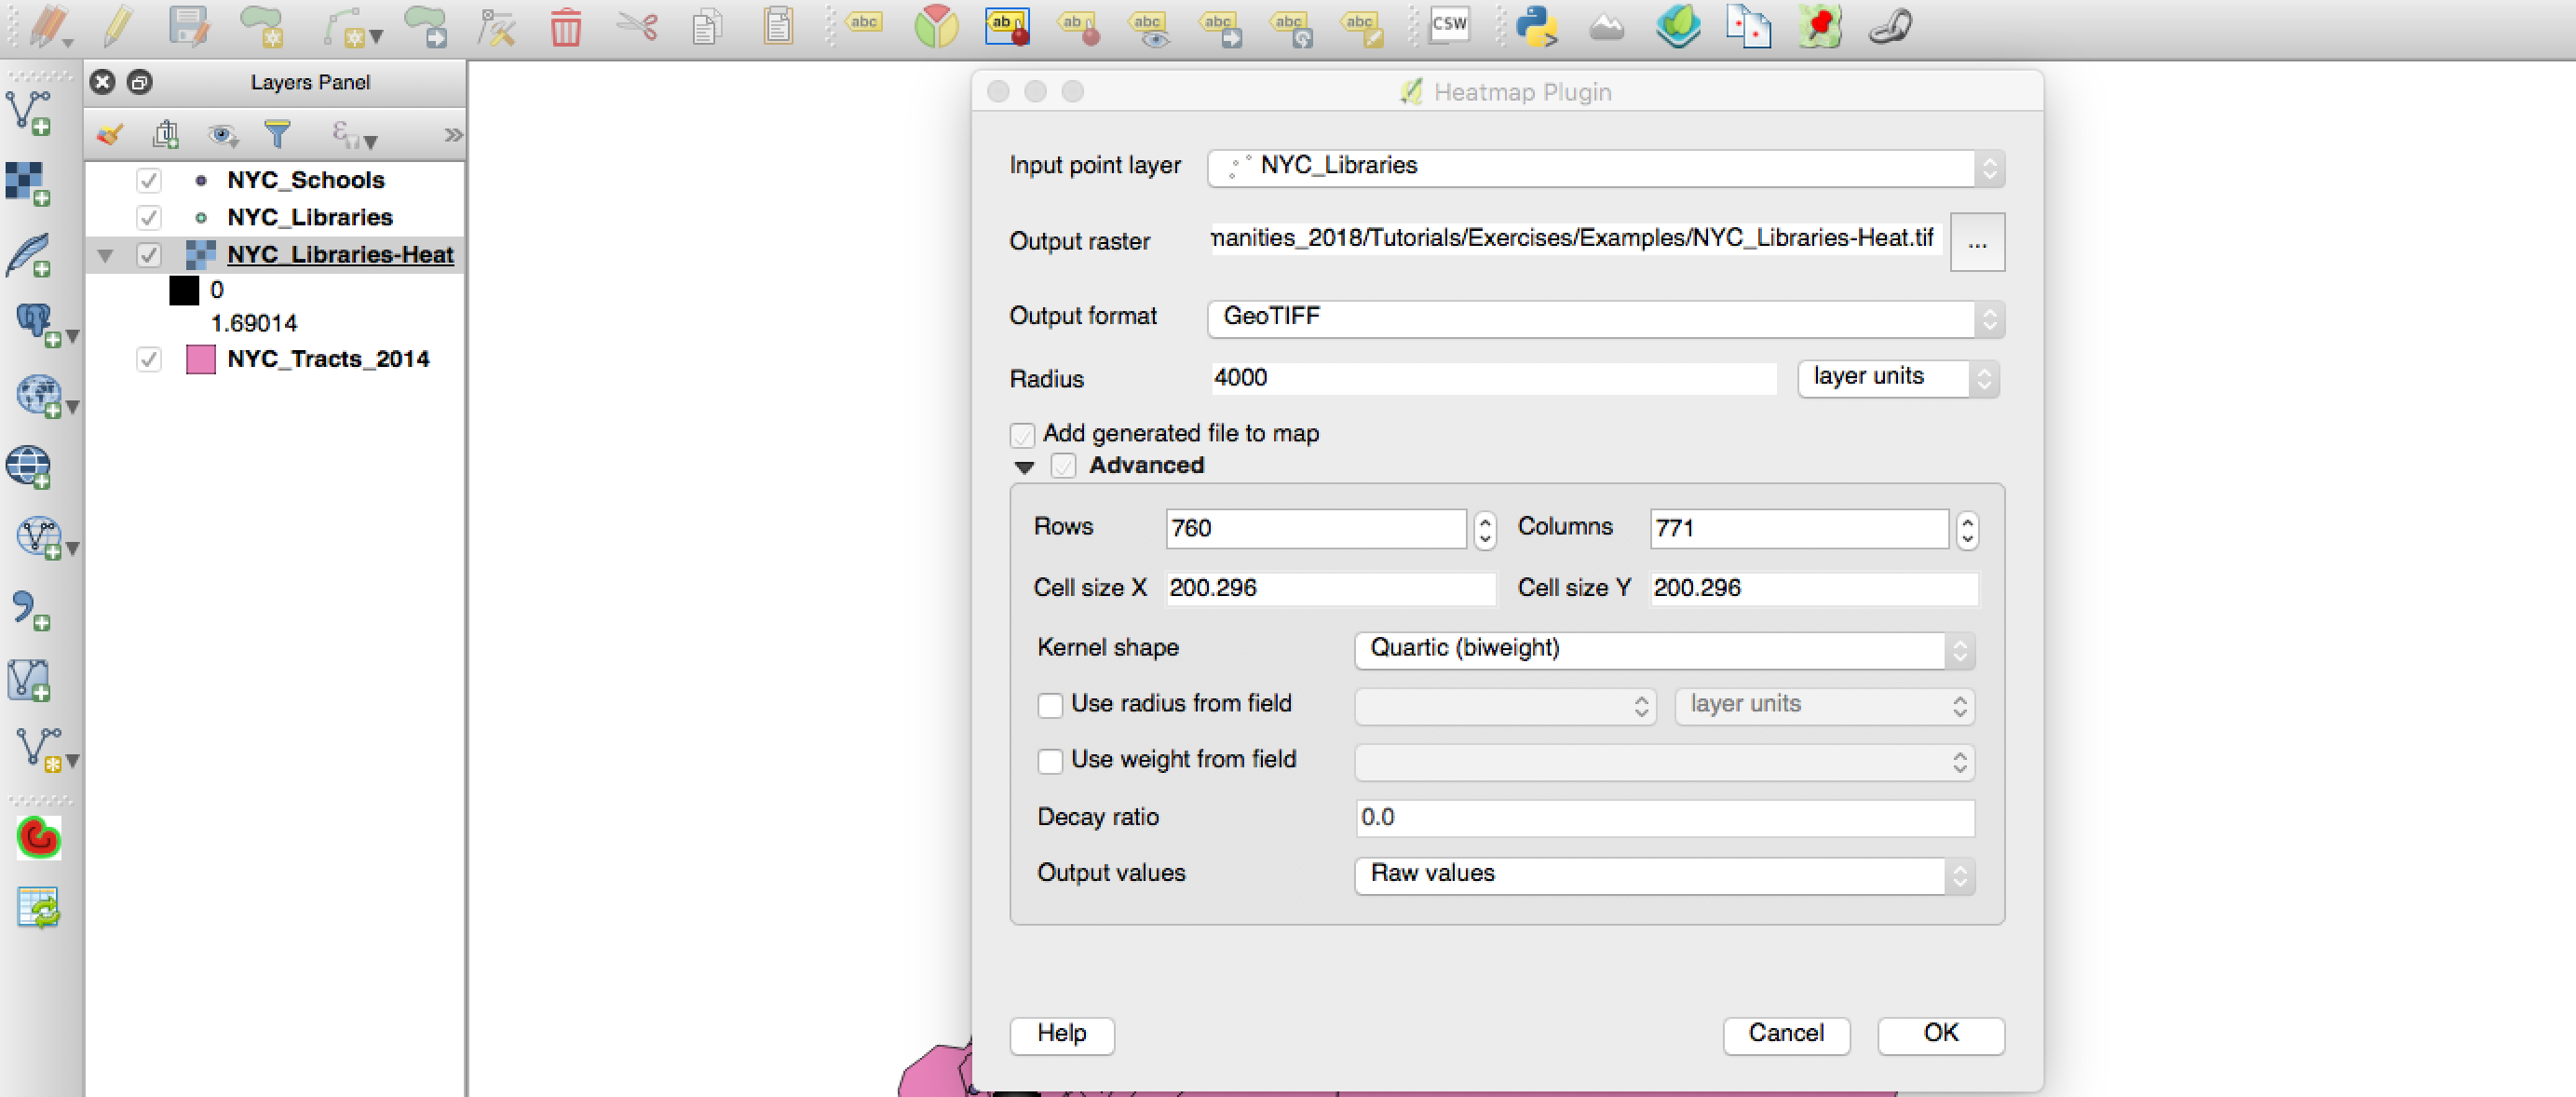 abc ab ab abc abc abc abc CSW
Layers Panel
ε
NYC_Schools
NYC_Libraries
NYC_Libraries-Heat
0
1.69014
NYC_Tracts_2014
Heatmap Plugin
Input point layer NYC_Libraries
Output raster manities_2018/Tutorials/Exercises/Examples/NYC_Libraries-Heat.tif ...
Output format GeoTIFF
Radius 4000 layer units
Add generated file to map
Advanced
Rows 760 Columns 771
Cell size X 200.296 Cell size Y 200.296
Kernel shape Quartic (biweight)
Use radius from field layer units
Use weight from field
Decay ratio 0.0
Output values Raw values
Help Cancel OK